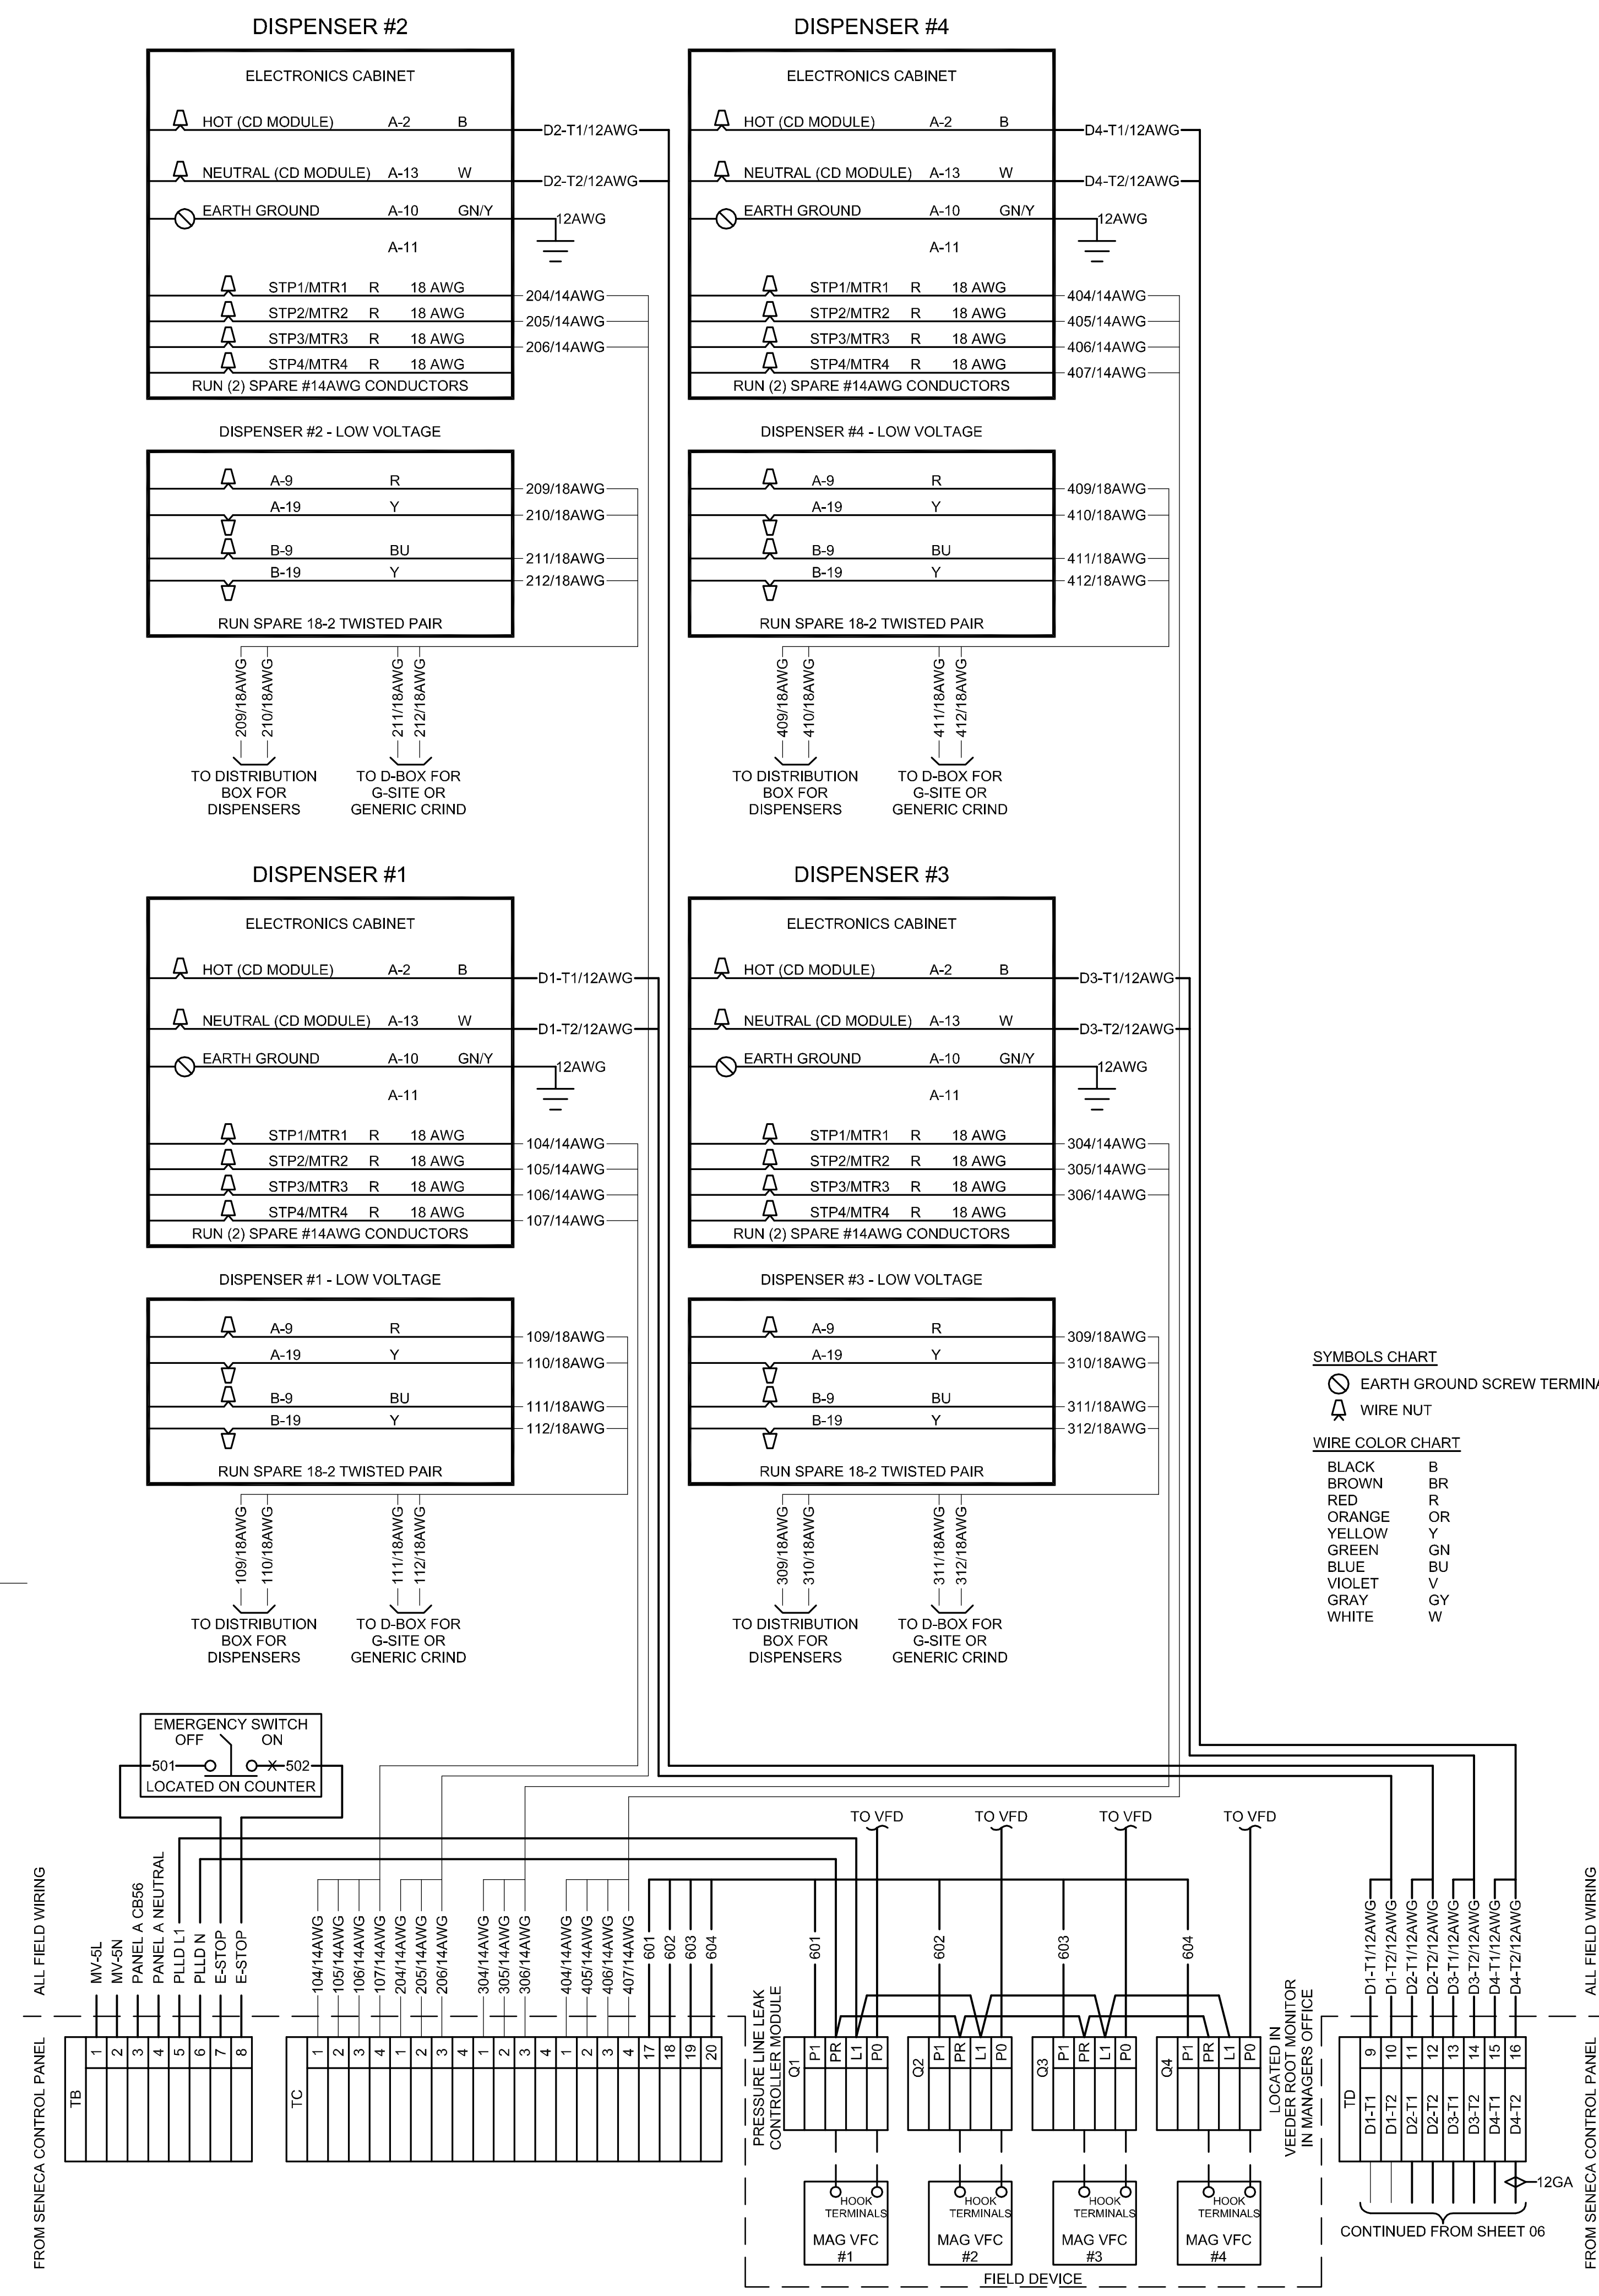 DISPENSER #2
ELECTRONICS CABINET
HOT (CD MODULE) A-2 B
D2-T1/12AWG
NEUTRAL (CD MODULE) A-13 W
D2-T2/12AWG
EARTH GROUND A-10 GN/Y
12AWG
A-11
STP1/MTR1 R 18 AWG
204/14AWG
STP2/MTR2 R 18 AWG
205/14AWG
STP3/MTR3 R 18 AWG
206/14AWG
STP4/MTR4 R 18 AWG
RUN (2) SPARE #14AWG CONDUCTORS
DISPENSER #2 - LOW VOLTAGE
A-9 R
209/18AWG
A-19 Y
210/18AWG
B-9 BU
211/18AWG
B-19 Y
212/18AWG
RUN SPARE 18-2 TWISTED PAIR
209/18AWG
210/18AWG
211/18AWG
212/18AWG
TO DISTRIBUTION
BOX FOR
DISPENSERS
TO D-BOX FOR
G-SITE OR
GENERIC CRIND
DISPENSER #4
ELECTRONICS CABINET
HOT (CD MODULE) A-2 B
D4-T1/12AWG
NEUTRAL (CD MODULE) A-13 W
D4-T2/12AWG
EARTH GROUND A-10 GN/Y
12AWG
A-11
STP1/MTR1 R 18 AWG
404/14AWG
STP2/MTR2 R 18 AWG
405/14AWG
STP3/MTR3 R 18 AWG
406/14AWG
STP4/MTR4 R 18 AWG
407/14AWG
RUN (2) SPARE #14AWG CONDUCTORS
DISPENSER #4 - LOW VOLTAGE
A-9 R
409/18AWG
A-19 Y
410/18AWG
B-9 BU
411/18AWG
B-19 Y
412/18AWG
RUN SPARE 18-2 TWISTED PAIR
409/18AWG
410/18AWG
411/18AWG
412/18AWG
TO DISTRIBUTION
BOX FOR
DISPENSERS
TO D-BOX FOR
G-SITE OR
GENERIC CRIND
DISPENSER #1
ELECTRONICS CABINET
HOT (CD MODULE) A-2 B
D1-T1/12AWG
NEUTRAL (CD MODULE) A-13 W
D1-T2/12AWG
EARTH GROUND A-10 GN/Y
12AWG
A-11
STP1/MTR1 R 18 AWG
104/14AWG
STP2/MTR2 R 18 AWG
105/14AWG
STP3/MTR3 R 18 AWG
106/14AWG
STP4/MTR4 R 18 AWG
107/14AWG
RUN (2) SPARE #14AWG CONDUCTORS
DISPENSER #1 - LOW VOLTAGE
A-9 R
109/18AWG
A-19 Y
110/18AWG
B-9 BU
111/18AWG
B-19 Y
112/18AWG
RUN SPARE 18-2 TWISTED PAIR
109/18AWG
110/18AWG
111/18AWG
112/18AWG
TO DISTRIBUTION
BOX FOR
DISPENSERS
TO D-BOX FOR
G-SITE OR
GENERIC CRIND
DISPENSER #3
ELECTRONICS CABINET
HOT (CD MODULE) A-2 B
D3-T1/12AWG
NEUTRAL (CD MODULE) A-13 W
D3-T2/12AWG
EARTH GROUND A-10 GN/Y
12AWG
A-11
STP1/MTR1 R 18 AWG
304/14AWG
STP2/MTR2 R 18 AWG
305/14AWG
STP3/MTR3 R 18 AWG
306/14AWG
STP4/MTR4 R 18 AWG
RUN (2) SPARE #14AWG CONDUCTORS
DISPENSER #3 - LOW VOLTAGE
A-9 R
309/18AWG
A-19 Y
310/18AWG
B-9 BU
311/18AWG
B-19 Y
312/18AWG
RUN SPARE 18-2 TWISTED PAIR
309/18AWG
310/18AWG
311/18AWG
312/18AWG
TO DISTRIBUTION
BOX FOR
DISPENSERS
TO D-BOX FOR
G-SITE OR
GENERIC CRIND
SYMBOLS CHART
EARTH GROUND SCREW TERMINA
WIRE NUT
WIRE COLOR CHART
BLACK B
BROWN BR
RED R
ORANGE OR
YELLOW Y
GREEN GN
BLUE BU
VIOLET V
GRAY GY
WHITE W
EMERGENCY SWITCH
OFF ON
501 X 502
LOCATED ON COUNTER
ALL FIELD WIRING
FROM SENECA CONTROL PANEL
MV-5L
MV-5N
PANEL A CB56
PANEL A NEUTRAL
PLLD L1
PLLD N
E-STOP
E-STOP
TB
1 2 3 4 5 6 7 8
104/14AWG
105/14AWG
106/14AWG
107/14AWG
204/14AWG
205/14AWG
206/14AWG
304/14AWG
305/14AWG
306/14AWG
404/14AWG
405/14AWG
406/14AWG
407/14AWG
601
602
603
604
TC
1 2 3 4 1 2 3 4 1 2 3 4 1 2 3 4 17 18 19 20
TO VFD
TO VFD
TO VFD
TO VFD
601
602
603
604
PRESSURE LINE LEAK
CONTROLLER MODULE
Q1 P1 PR L1 P0
Q2 P1 PR L1 P0
Q3 P1 PR L1 P0
Q4 P1 PR L1 P0
LOCATED IN
VEEDER ROOT MONITOR
IN MANAGERS OFFICE
HOOK
TERMINALS
MAG VFC
#1
HOOK
TERMINALS
MAG VFC
#2
HOOK
TERMINALS
MAG VFC
#3
HOOK
TERMINALS
MAG VFC
#4
FIELD DEVICE
D1-T1/12AWG
D1-T2/12AWG
D2-T1/12AWG
D2-T2/12AWG
D3-T1/12AWG
D3-T2/12AWG
D4-T1/12AWG
D4-T2/12AWG
TD
9 10 11 12 13 14 15 16
D1-T1 D1-T2 D2-T1 D2-T2 D3-T1 D3-T2 D4-T1 D4-T2
12GA
CONTINUED FROM SHEET 06
ALL FIELD WIRING
FROM SENECA CONTROL PANEL